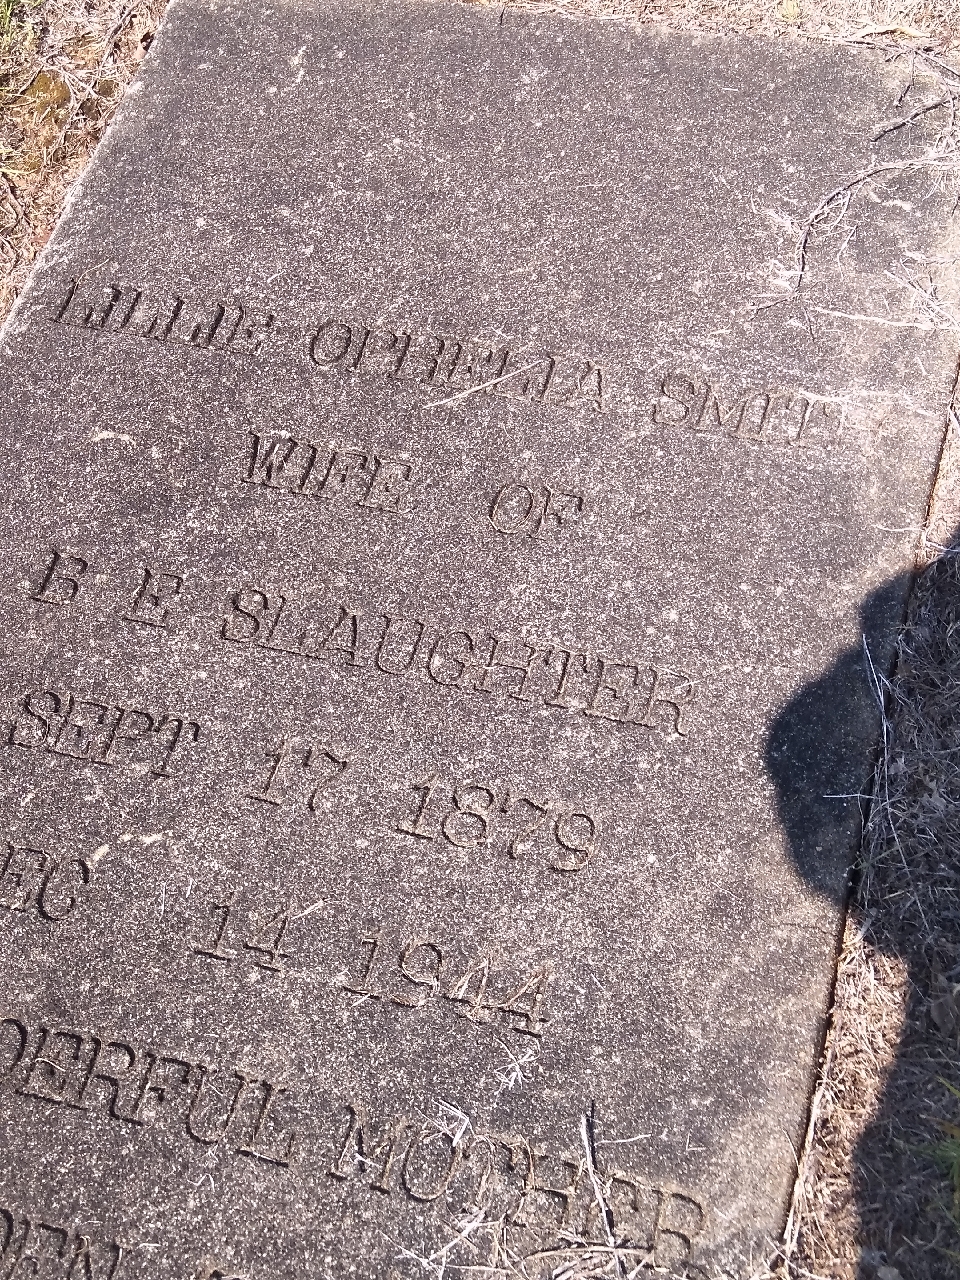 LILLIE OPHELIA SMIT
WIFE OF
B E SLAUGHTER
SEPT 17 1879
EC 14 1944
DERFUL MOTHER